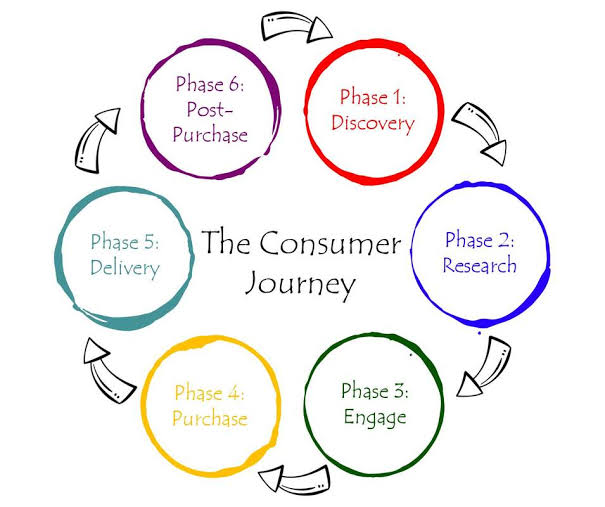 The Consumer
Journey
Phase 1:
Discovery
Phase 2:
Research
Phase 3:
Engage
Phase 4:
Purchase
Phase 5:
Delivery
Phase 6:
Post-
Purchase